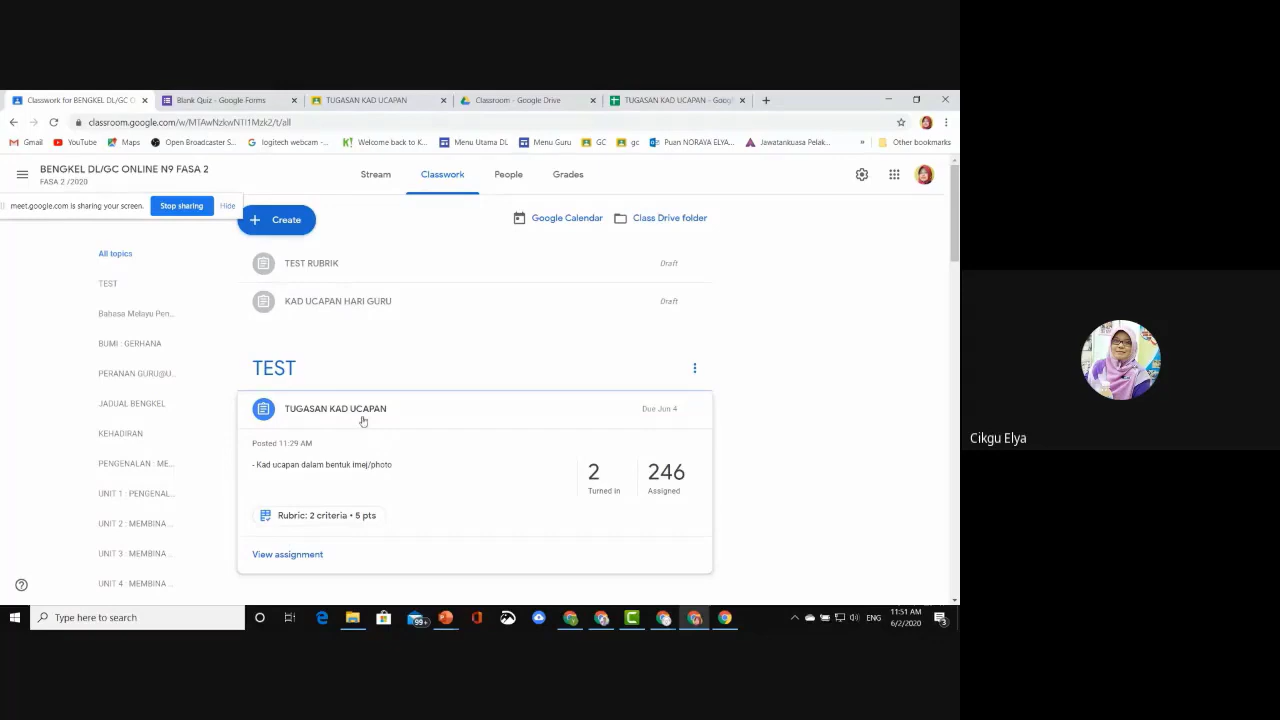 Classwork for BENGKEL DL/GC O
Blank Quiz - Google Forms
TUGASAN KAD UCAPAN
Classroom - Google Drive
TUGASAN KAD UCAPAN - Goog
classroom.google.com/w/MTAwNzkwNTI1Mzk2/t/all
Gmail
YouTube
Maps
Open Broadcaster S...
logitech webcam -...
Welcome back to K...
Menu Utama DL
Menu Guru
GC
gc
Puan NORAYA ELYA...
Jawatankuasa Pelak...
»
Other bookmarks
BENGKEL DL/GC ONLINE N9 FASA 2
FASA 2 /2020
Stream
Classwork
People
Grades
meet.google.com is sharing your screen.
Stop sharing
Hide
+ Create
Google Calendar
Class Drive folder
All topics
TEST
Bahasa Melayu Pen...
BUMI : GERHANA
PERANAN GURU@U...
JADUAL BENGKEL
KEHADIRAN
PENGENALAN : ME...
UNIT 1 : PENGENAL...
UNIT 2 : MEMBINA ...
UNIT 3 : MEMBINA ...
UNIT 4 : MEMBINA ...
TEST RUBRIK
Draft
KAD UCAPAN HARI GURU
Draft
TEST
TUGASAN KAD UCAPAN
Due Jun 4
Posted 11:29 AM
- Kad ucapan dalam bentuk imej/photo
2
Turned in
246
Assigned
Rubric: 2 criteria • 5 pts
View assignment
Cikgu Elya
Type here to search
99+
ENG
11:51 AM
6/2/2020
3